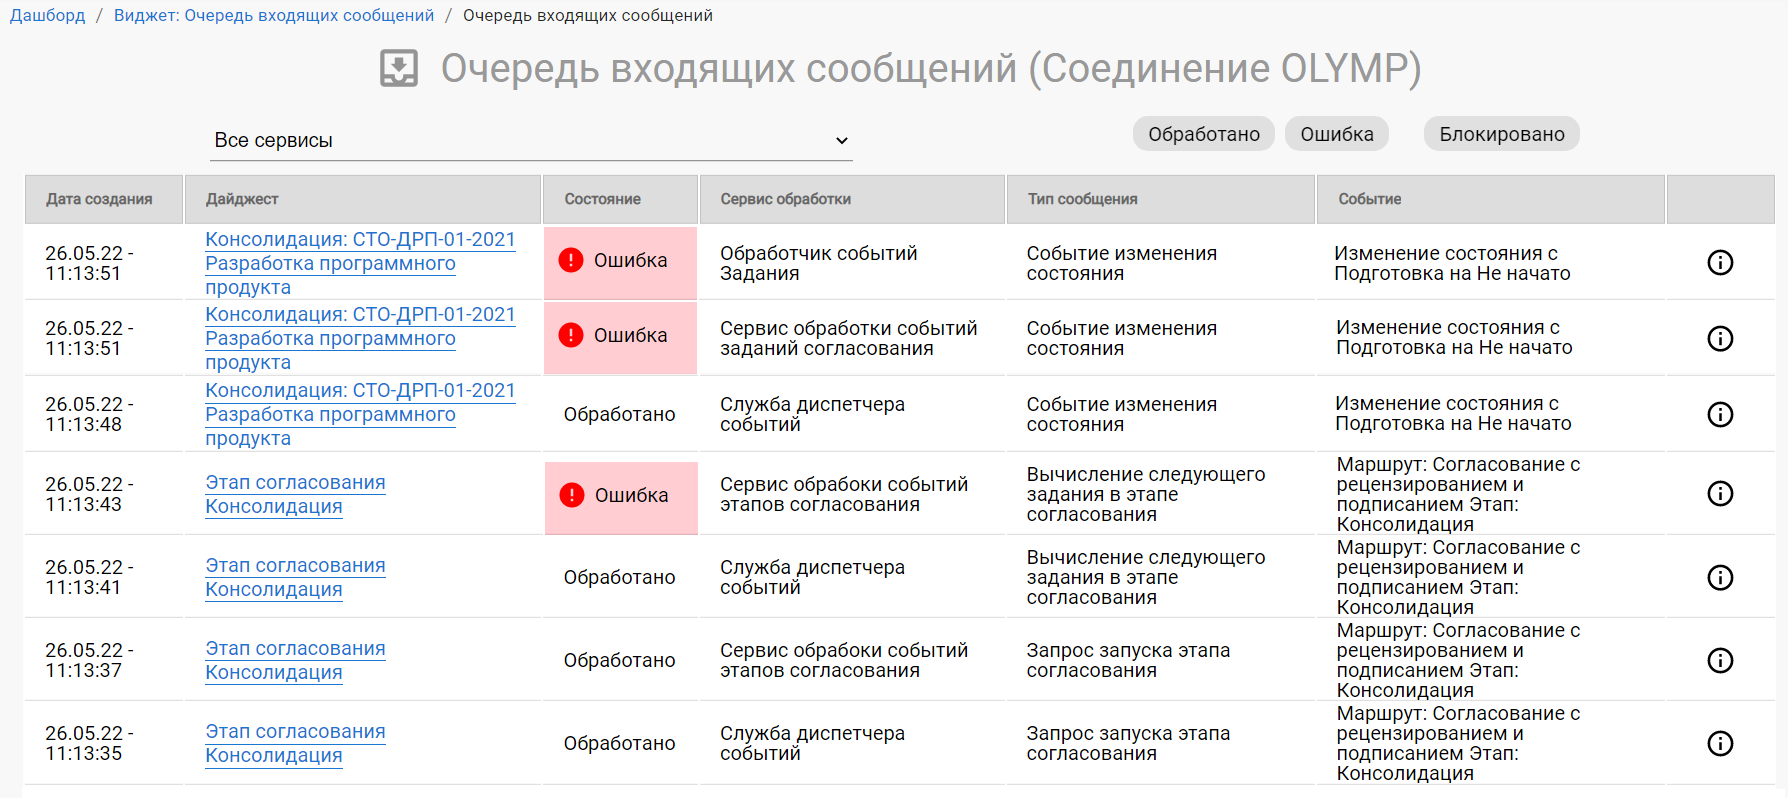 Дашборд / Виджет: Очередь входящих сообщений / Очередь входящих сообщений
Очередь входящих сообщений (Соединение OLYMP)
Все сервисы
Обработано Ошибка Блокировано
Дата создания Дайджест Состояние Сервис обработки Тип сообщения Событие
26.05.22 -
11:13:51
Консолидация: СТО-ДРП-01-2021
Разработка программного
продукта
Ошибка
Обработчик событий
Задания
Событие изменения
состояния
Изменение состояния с
Подготовка на Не начато
26.05.22 -
11:13:51
Консолидация: СТО-ДРП-01-2021
Разработка программного
продукта
Ошибка
Сервис обработки событий
заданий согласования
Событие изменения
состояния
Изменение состояния с
Подготовка на Не начато
26.05.22 -
11:13:48
Консолидация: СТО-ДРП-01-2021
Разработка программного
продукта
Обработано
Служба диспетчера
событий
Событие изменения
состояния
Изменение состояния с
Подготовка на Не начато
26.05.22 -
11:13:43
Этап согласования
Консолидация
Ошибка
Сервис обрабоки событий
этапов согласования
Вычисление следующего
задания в этапе
согласования
Маршрут: Согласование с
рецензированием и
подписанием Этап:
Консолидация
26.05.22 -
11:13:41
Этап согласования
Консолидация
Обработано
Служба диспетчера
событий
Вычисление следующего
задания в этапе
согласования
Маршрут: Согласование с
рецензированием и
подписанием Этап:
Консолидация
26.05.22 -
11:13:37
Этап согласования
Консолидация
Обработано
Сервис обрабоки событий
этапов согласования
Запрос запуска этапа
согласования
Маршрут: Согласование с
рецензированием и
подписанием Этап:
Консолидация
26.05.22 -
11:13:35
Этап согласования
Консолидация
Обработано
Служба диспетчера
событий
Запрос запуска этапа
согласования
Маршрут: Согласование с
рецензированием и
подписанием Этап:
Консолидация